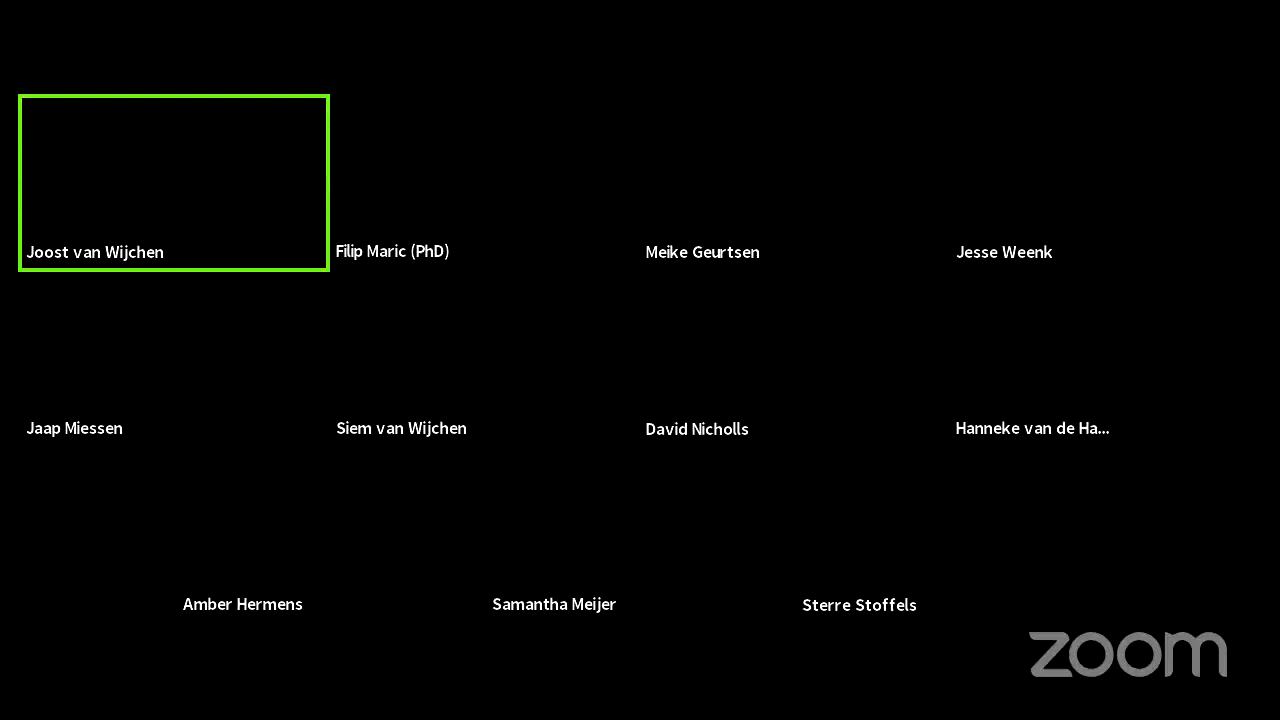 Joost van Wijchen
Filip Maric (PhD)
Meike Geurtsen
Jesse Weenk
Jaap Miessen
Siem van Wijchen
David Nicholls
Hanneke van de Ha...
Amber Hermens
Samantha Meijer
Sterre Stoffels
zoom